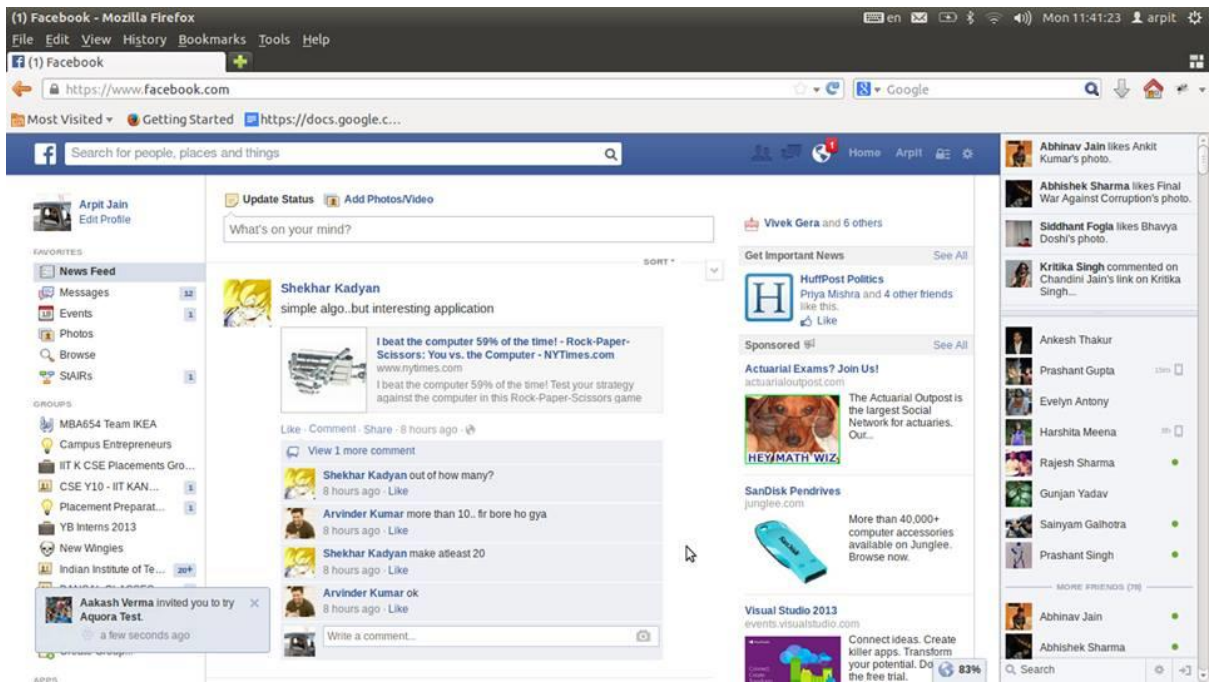 (1) Facebook - Mozilla Firefox
en
Mon 11:41:23
arpit
File Edit View History Bookmarks Tools Help
(1) Facebook
https://www.facebook.com
Google
Most Visited
Getting Started
https://docs.google.c...
Search for people, places and things
1
Home
Arpit
Arpit Jain
Edit Profile
FAVORITES
News Feed
Messages 12
Events 1
Photos
Browse
StAIRs 1
GROUPS
MBA654 Team IKEA
Campus Entrepreneurs
IIT K CSE Placements Gro...
CSE Y10 - IIT KAN... 1
Placement Preparat... 1
YB Interns 2013
New Wingies
Indian Institute of Te... 20+
Aakash Verma invited you to try
Aquora Test.
a few seconds ago
Create Group...
APPS
Update Status
Add Photos/Video
What's on your mind?
SORT
Shekhar Kadyan
simple algo..but interesting application
I beat the computer 59% of the time! - Rock-Paper-
Scissors: You vs. the Computer - NYTimes.com
www.nytimes.com
I beat the computer 59% of the time! Test your strategy
against the computer in this Rock-Paper-Scissors game
Like · Comment · Share · 8 hours ago ·
View 1 more comment
Shekhar Kadyan out of how many?
8 hours ago · Like
Arvinder Kumar more than 10.. fir bore ho gya
8 hours ago · Like
Shekhar Kadyan make atleast 20
8 hours ago · Like
Arvinder Kumar ok
8 hours ago · Like
Write a comment...
Vivek Gera and 6 others
Get Important News See All
HuffPost Politics
Priya Mishra and 4 other friends
like this.
Like
Sponsored See All
Actuarial Exams? Join Us!
actuarialoutpost.com
HEY MATH WIZ,
The Actuarial Outpost is
the largest Social
Network for actuaries.
Our...
SanDisk Pendrives
junglee.com
SanDisk
More than 40,000+
computer accessories
available on Junglee.
Browse now.
Visual Studio 2013
events.visualstudio.com
Connect ideas. Create
killer apps. Transform
your potential. Do
the free trial.
83%
Abhinav Jain likes Ankit
Kumar's photo.
Abhishek Sharma likes Final
War Against Corruption's photo.
Siddhant Fogla likes Bhavya
Doshi's photo.
Kritika Singh commented on
Chandini Jain's link on Kritika
Singh...
Ankesh Thakur
Prashant Gupta
Evelyn Antony
Harshita Meena
Rajesh Sharma
Gunjan Yadav
Sainyam Galhotra
Prashant Singh
MORE FRIENDS (78)
Abhinav Jain
Abhishek Sharma
Search